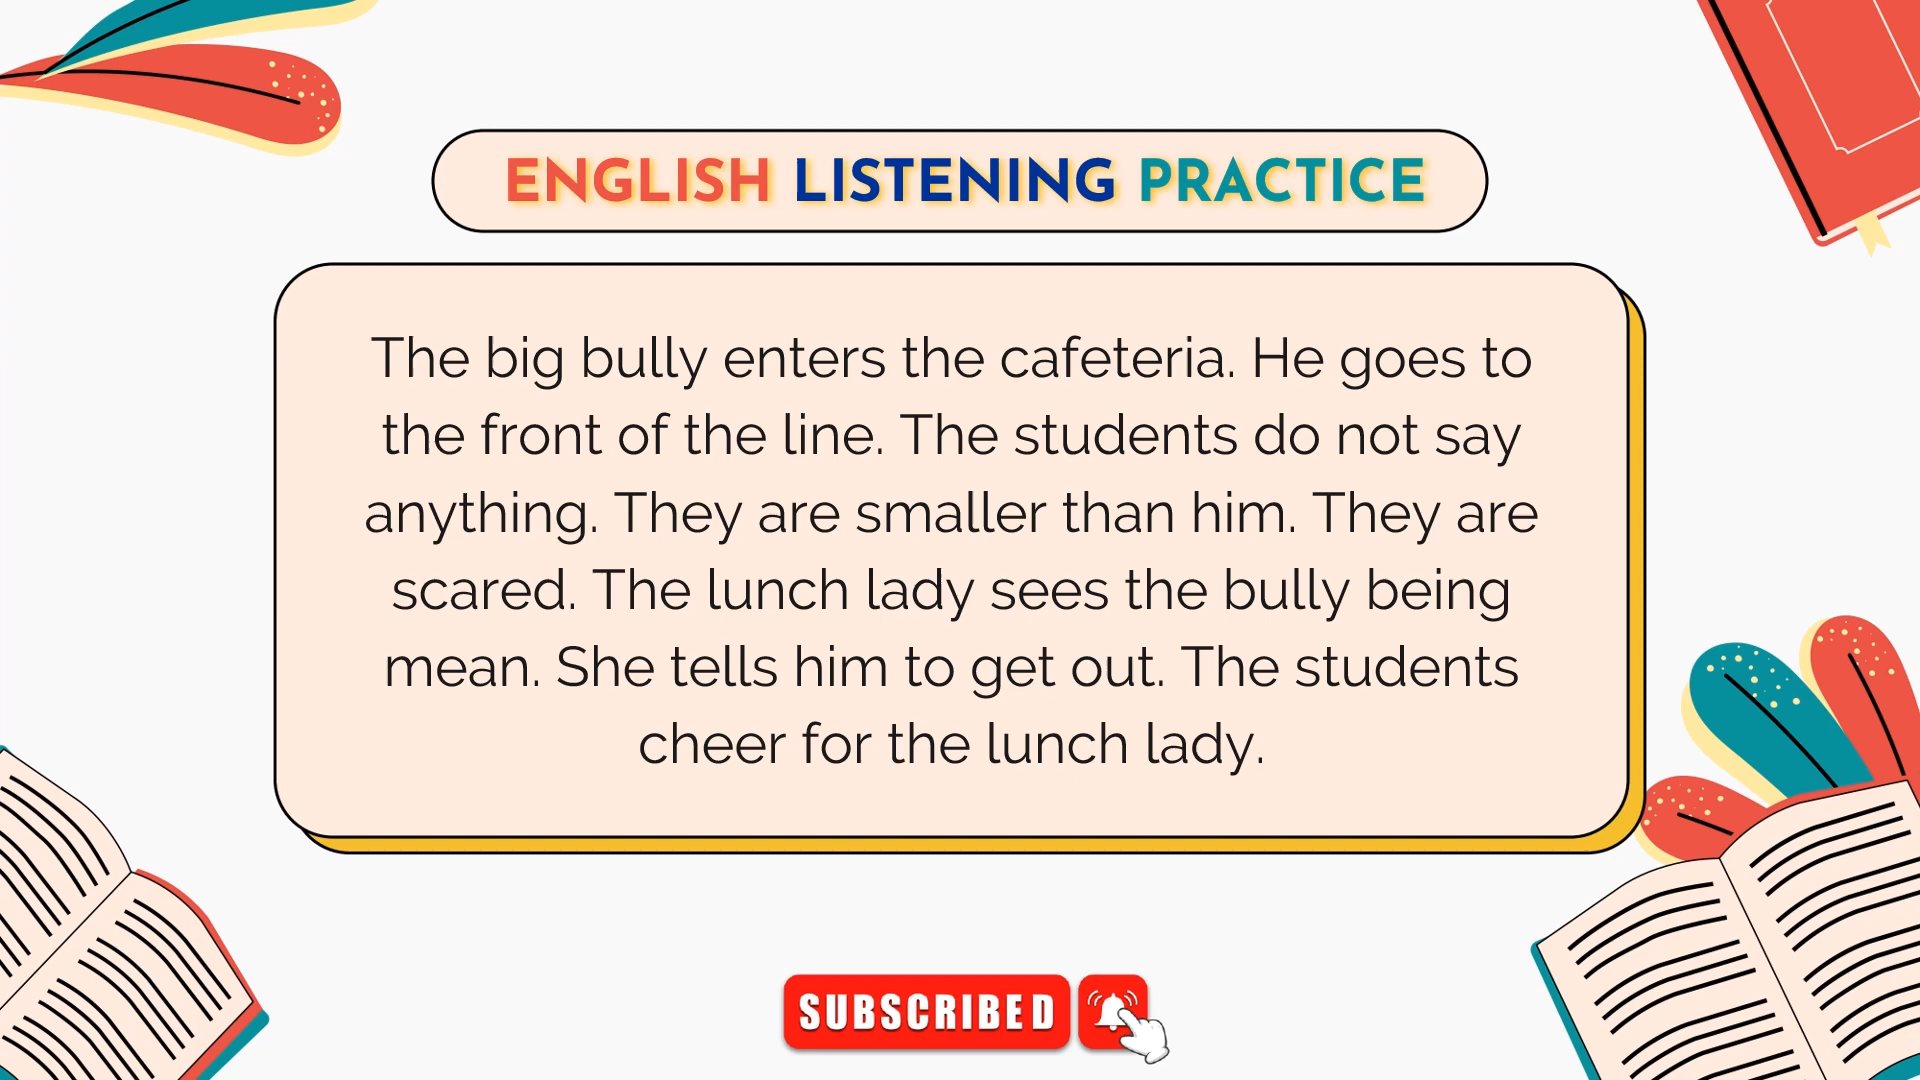 ENGLISH LISTENING PRACTICE
The big bully enters the cafeteria. He goes to
the front of the line. The students do not say
anything. They are smaller than him. They are
scared. The lunch lady sees the bully being
mean. She tells him to get out. The students
cheer for the lunch lady.
SUBSCRIBED